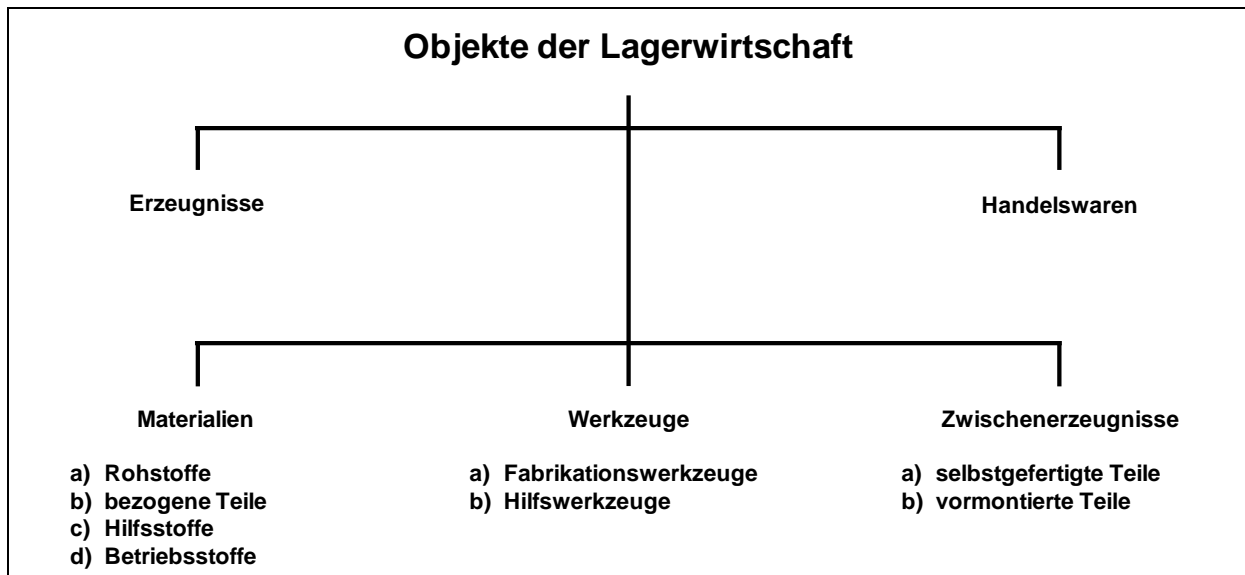 Objekte der Lagerwirtschaft
Erzeugnisse
Handelswaren
Materialien
a) Rohstoffe
b) bezogene Teile
c) Hilfsstoffe
d) Betriebsstoffe
Werkzeuge
a) Fabrikationswerkzeuge
b) Hilfswerkzeuge
Zwischenerzeugnisse
a) selbstgefertigte Teile
b) vormontierte Teile